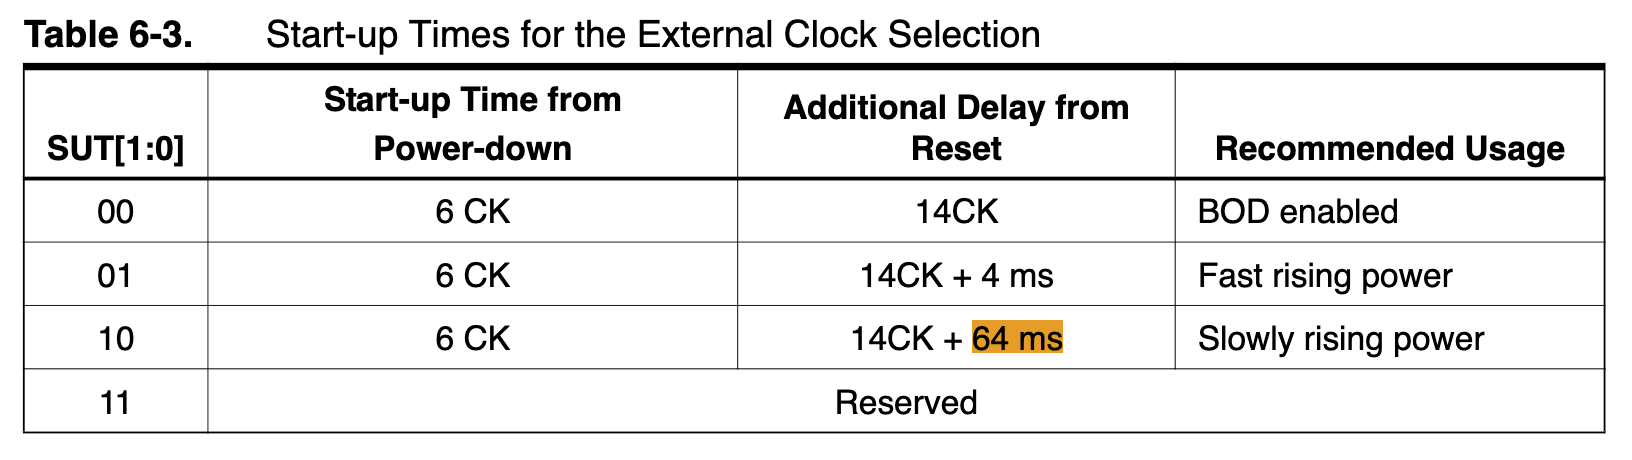 Table 6-3. Start-up Times for the External Clock Selection
SUT[1:0] Start-up Time from Power-down Additional Delay from Reset Recommended Usage
00 6 CK 14CK BOD enabled
01 6 CK 14CK + 4 ms Fast rising power
10 6 CK 14CK + 64 ms Slowly rising power
11 Reserved